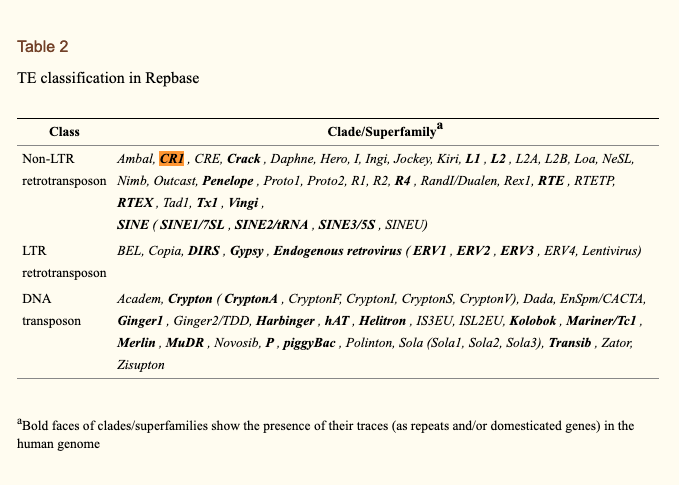 Table 2
TE classification in Repbase
Class Clade/Superfamilyᵃ
Non-LTR retrotransposon
Ambal, CR1 , CRE, Crack , Daphne, Hero, I, Ingi, Jockey, Kiri, L1 , L2 , L2A, L2B, Loa, NeSL,
Nimb, Outcast, Penelope , Proto1, Proto2, R1, R2, R4 , RandI/Dualen, Rex1, RTE , RTETP,
RTEX , Tad1, Tx1 , Vingi ,
SINE ( SINE1/7SL , SINE2/tRNA , SINE3/5S , SINEU)
LTR retrotransposon
BEL, Copia, DIRS , Gypsy , Endogenous retrovirus ( ERV1 , ERV2 , ERV3 , ERV4, Lentivirus)
DNA transposon
Academ, Crypton ( CryptonA , CryptonF, CryptonI, CryptonS, CryptonV), Dada, EnSpm/CACTA,
Ginger1 , Ginger2/TDD, Harbinger , hAT , Helitron , IS3EU, ISL2EU, Kolobok , Mariner/Tc1 ,
Merlin , MuDR , Novosib, P , piggyBac , Polinton, Sola (Sola1, Sola2, Sola3), Transib , Zator,
Zisupton
ᵃBold faces of clades/superfamilies show the presence of their traces (as repeats and/or domesticated genes) in the
human genome